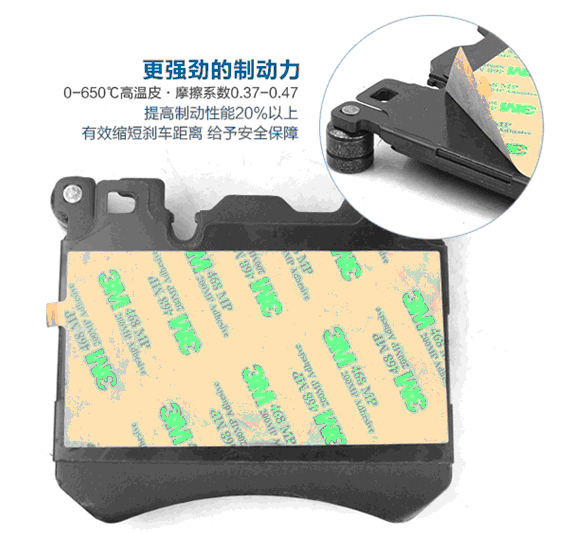 更强劲的制动力
0-650℃高温皮·摩擦系数0.37-0.47
提高制动性能20%以上
有效缩短刹车距离 给予安全保障
3M 468 MP
200MP Adhesive